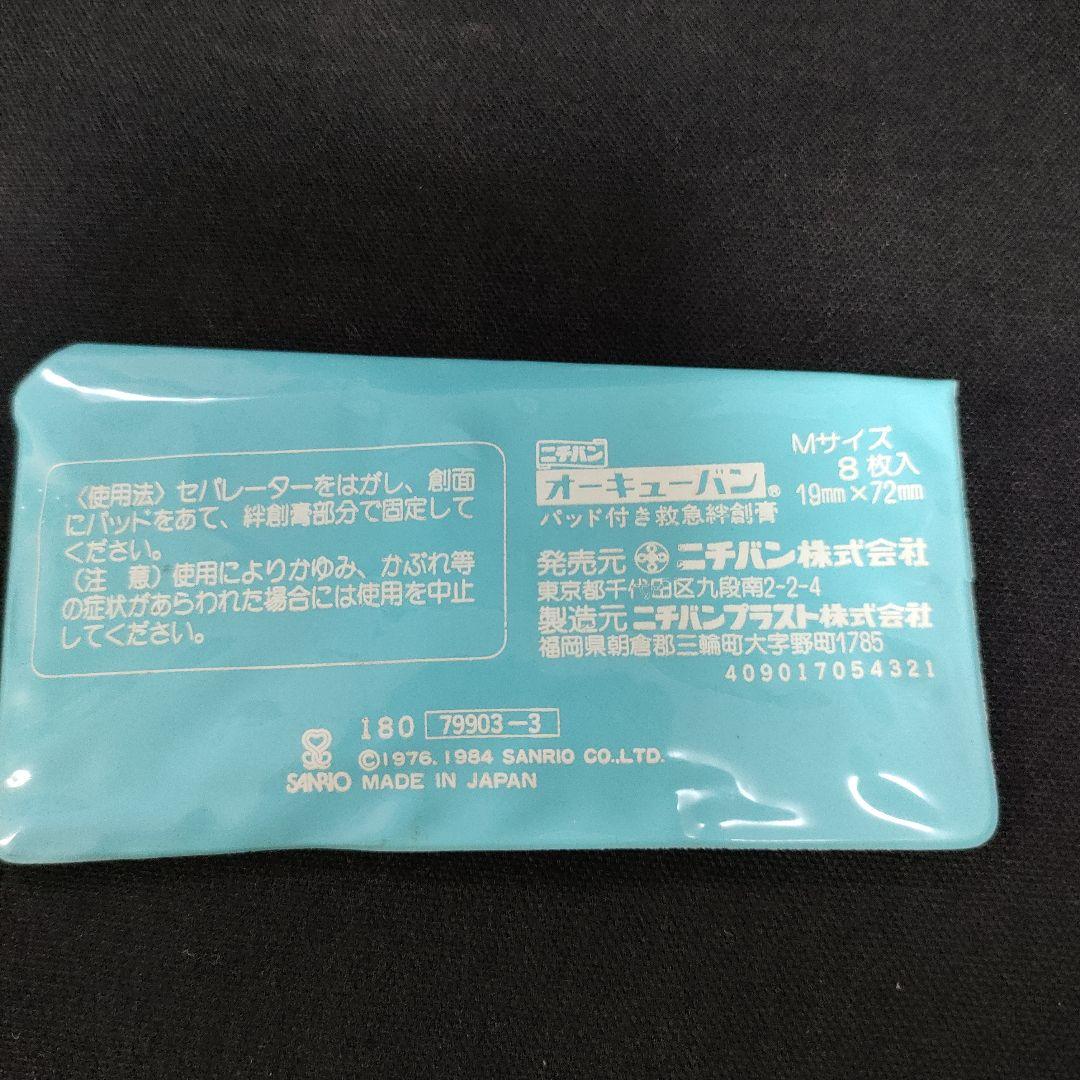 〈使用法〉セパレーターをはがし、創面
にパッドをあて、絆創膏部分で固定して
ください。
(注 意)使用によりかゆみ、かぶれ等
の症状があらわれた場合には使用を中止
してください。
ニチバン
オーキューバン®
パッド付き救急絆創膏
Mサイズ
8枚入
19mm×72mm
発売元 ニチバン株式会社
東京都千代田区九段南2-2-4
製造元 ニチバンプラスト株式会社
福岡県朝倉郡三輪町大字野町1785
409017054321
180 79903-3
©1976. 1984 SANRIO CO.,LTD.
SANRIO MADE IN JAPAN